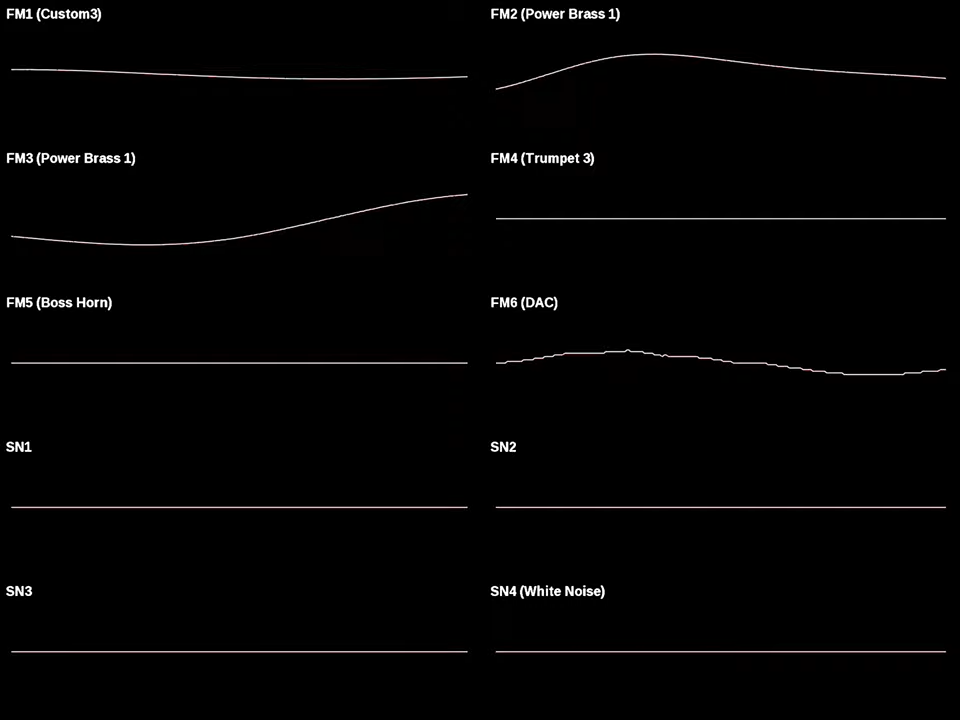 FM1 (Custom3)
FM2 (Power Brass 1)
FM3 (Power Brass 1)
FM4 (Trumpet 3)
FM5 (Boss Horn)
FM6 (DAC)
SN1
SN2
SN3
SN4 (White Noise)